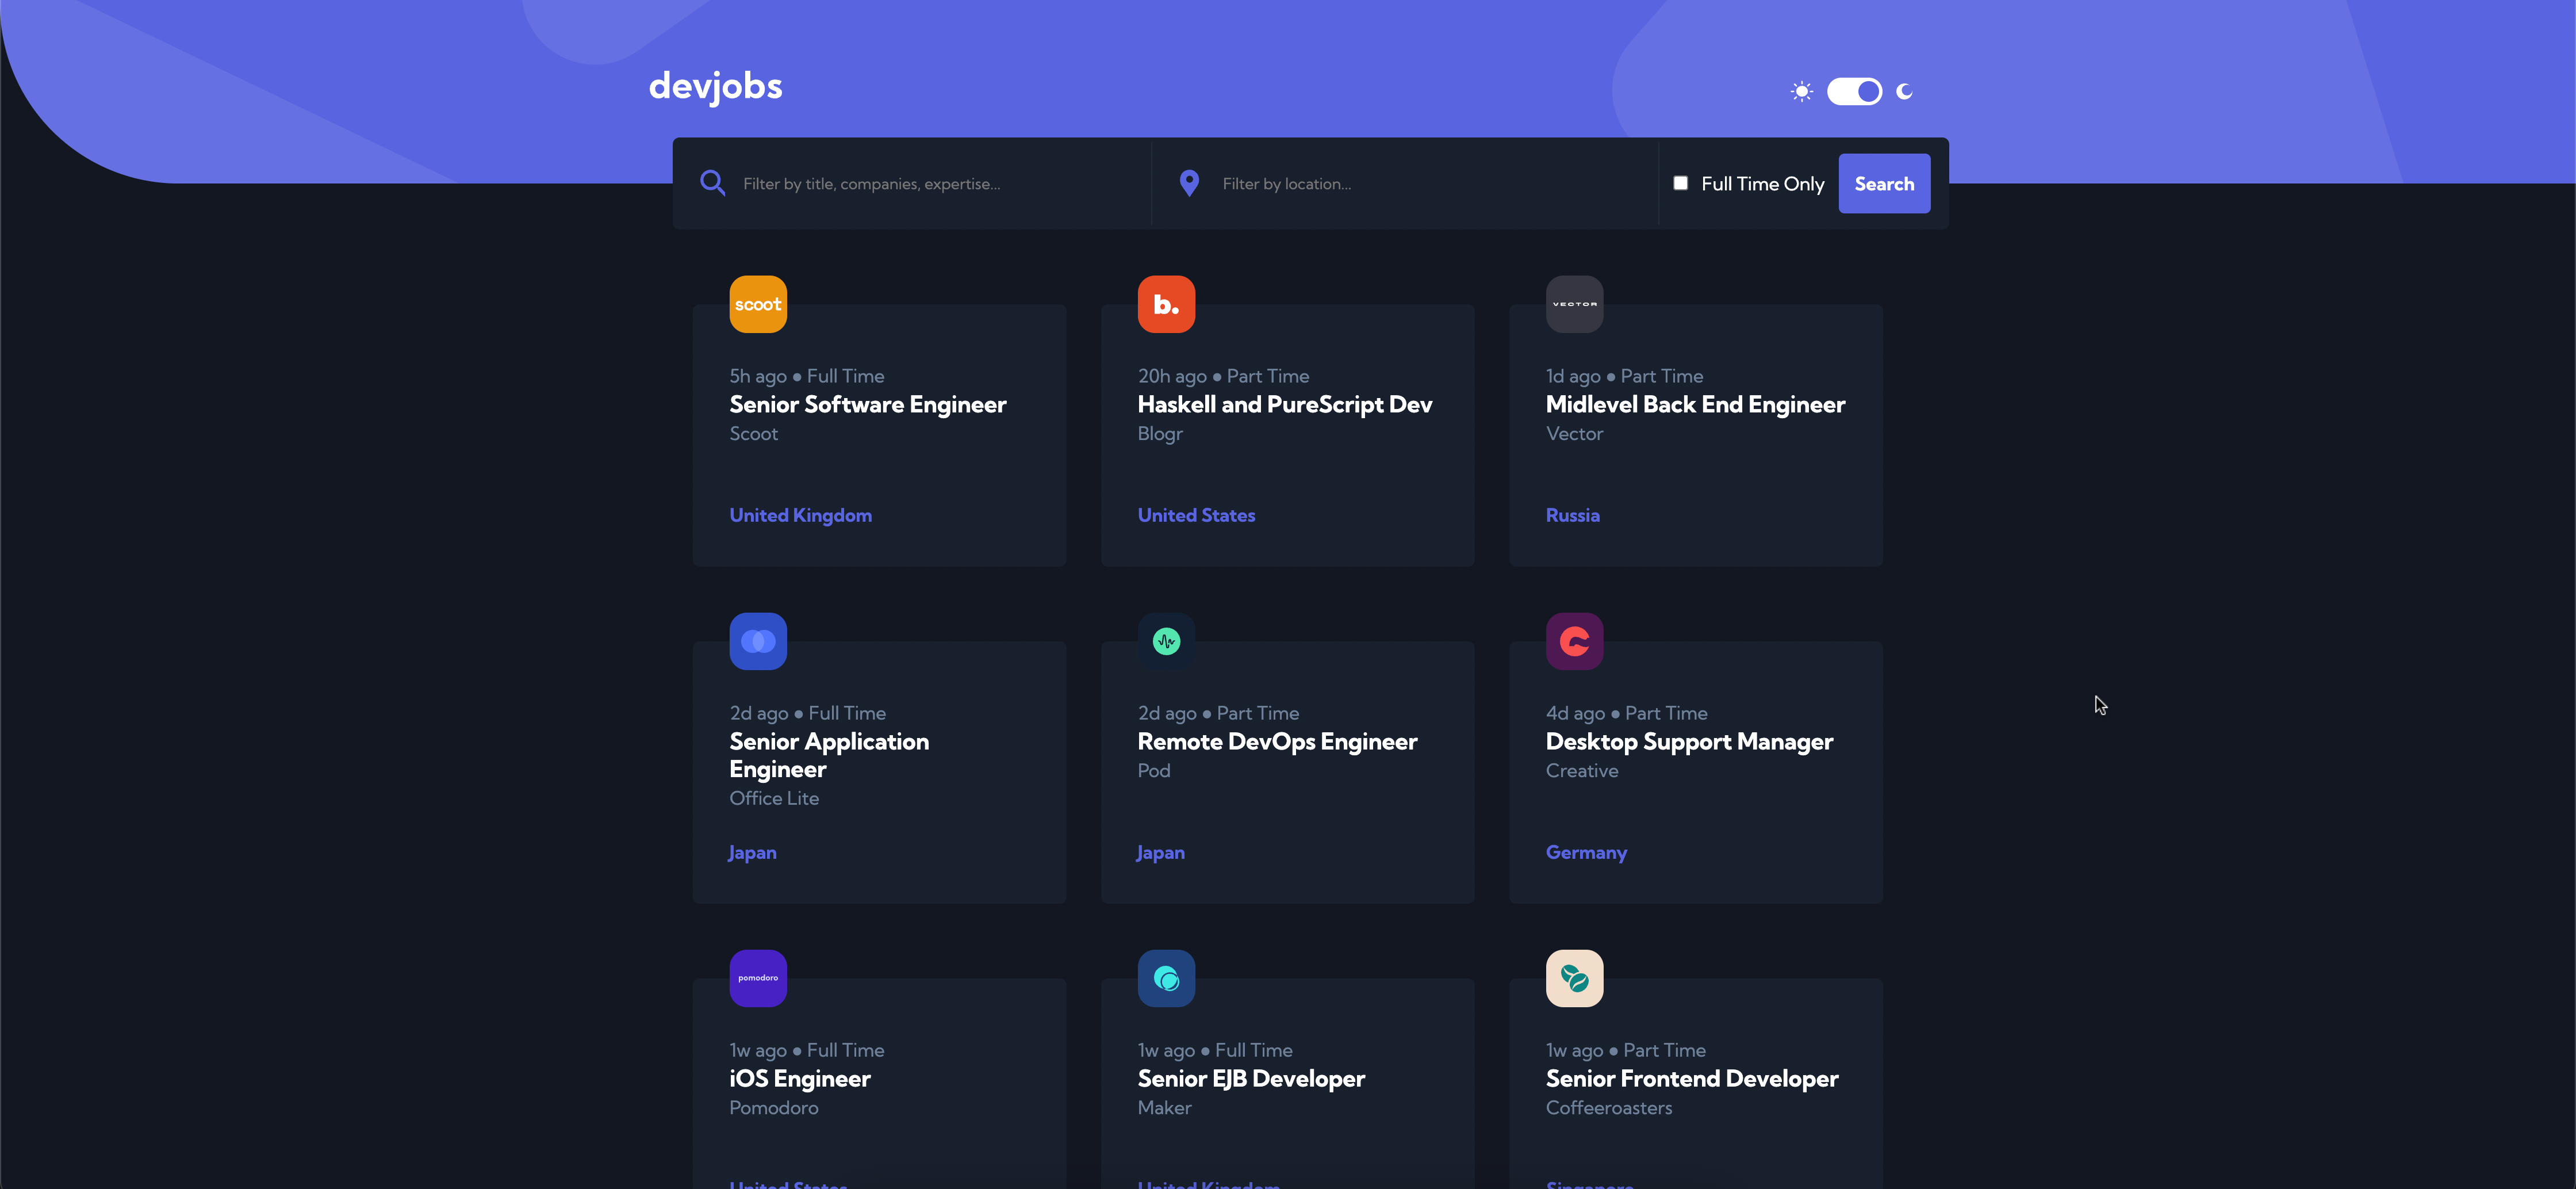 devjobs
Filter by title, companies, expertise...
Filter by location...
Full Time Only
Search
scoot
5h ago ● Full Time
Senior Software Engineer
Scoot
United Kingdom
b.
20h ago ● Part Time
Haskell and PureScript Dev
Blogr
United States
VECTOR
1d ago ● Part Time
Midlevel Back End Engineer
Vector
Russia
2d ago ● Full Time
Senior Application
Engineer
Office Lite
Japan
2d ago ● Part Time
Remote DevOps Engineer
Pod
Japan
4d ago ● Part Time
Desktop Support Manager
Creative
Germany
pomodoro
1w ago ● Full Time
iOS Engineer
Pomodoro
United States
1w ago ● Full Time
Senior EJB Developer
Maker
United Kingdom
1w ago ● Part Time
Senior Frontend Developer
Coffeeroasters
Singapore